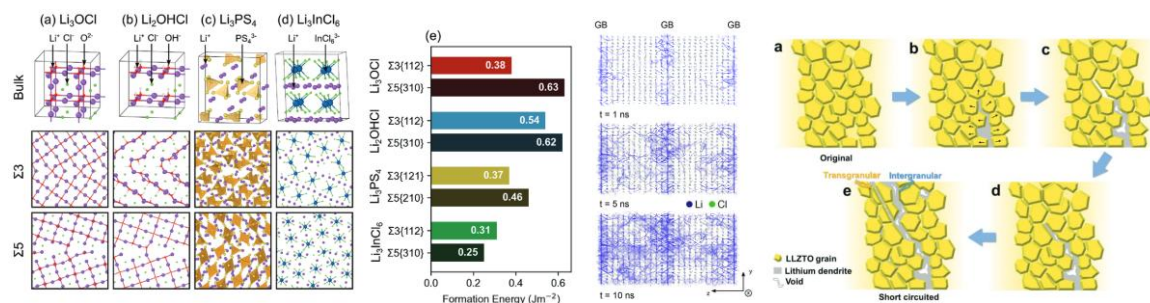 (a) Li₃OCl
Li⁺ Cl⁻ O²⁻
(b) Li₂OHCl
Li⁺ Cl⁻ OH⁻
(c) Li₃PS₄
Li⁺ PS₄³⁻
(d) Li₃InCl₆
Li⁺ InCl₆³⁻
Bulk
Σ3
Σ5
(e)
Li₃OCl
Σ3{112} 0.38
Σ5{310} 0.63
Li₂OHCl
Σ3{112} 0.54
Σ5{310} 0.62
Li₃PS₄
Σ3{121} 0.37
Σ5{210} 0.46
Li₃InCl₆
Σ3{112} 0.31
Σ5{310} 0.25
0.0 0.2 0.4 0.6
Formation Energy (Jm⁻²)
GB GB GB
t = 1 ns
t = 5 ns
Li Cl
t = 10 ns
y
z
a
Original
b
c
d
e
Transgranular Intergranular
Short circuited
LLZTO grain
Lithium dendrite
Void